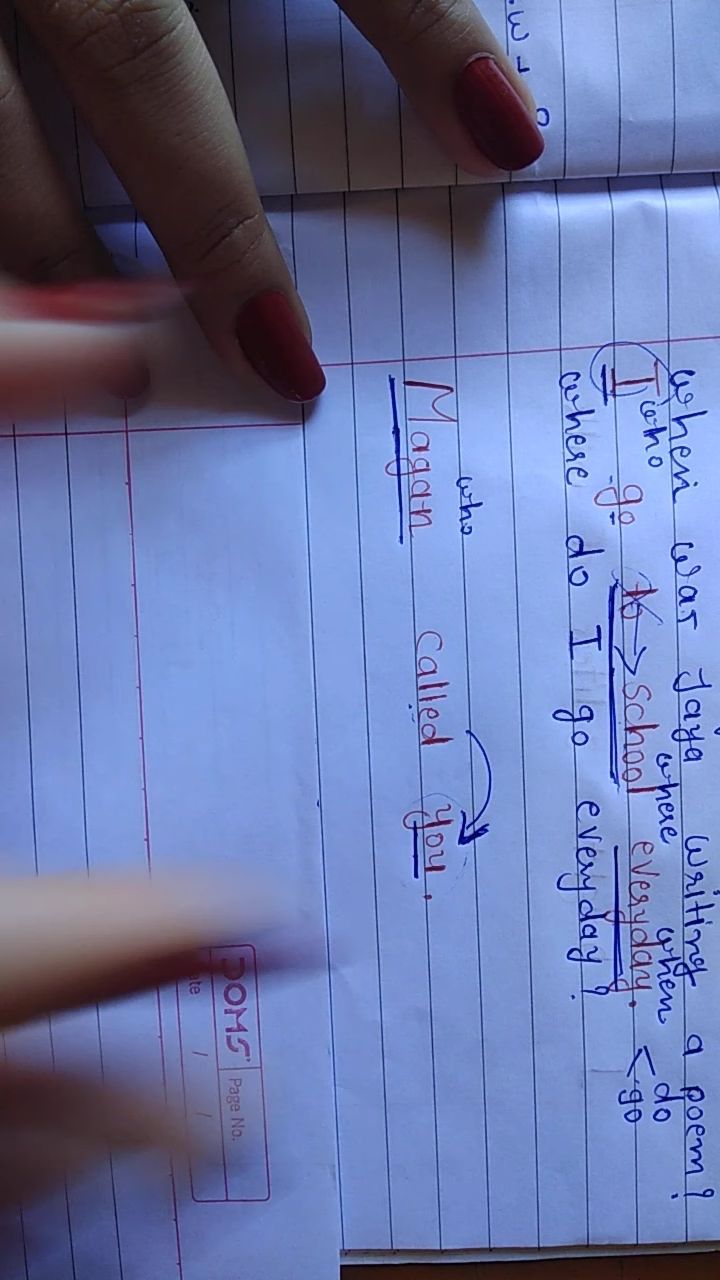 when was Jaya writing a poem?
who where when do
I go to school everyday. < go
where do I go everyday?
who
Magan called you.
DOMS Page No.
ate / /